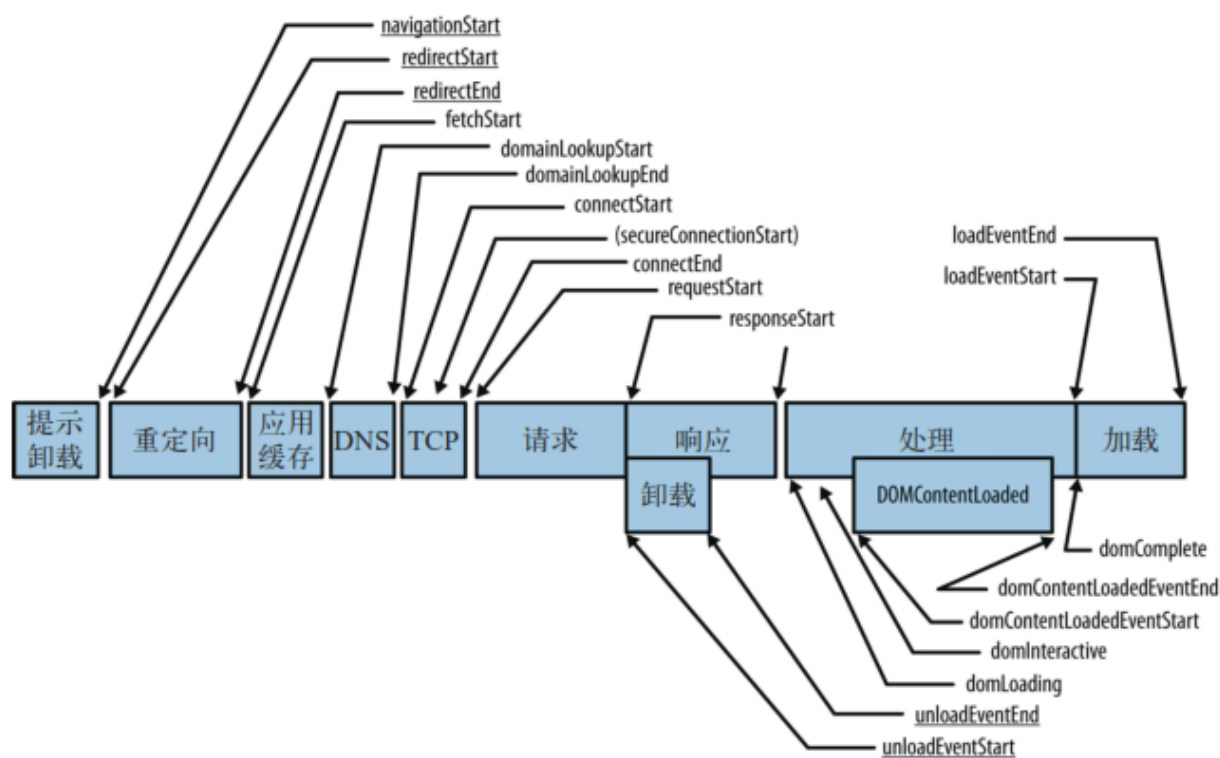 navigationStart
redirectStart
redirectEnd
fetchStart
domainLookupStart
domainLookupEnd
connectStart
(secureConnectionStart)
connectEnd
requestStart
responseStart
loadEventEnd
loadEventStart
提示
卸载
重定向
应用
缓存
DNS
TCP
请求
响应
处理
加载
卸载
DOMContentLoaded
domComplete
domContentLoadedEventEnd
domContentLoadedEventStart
domInteractive
domLoading
unloadEventEnd
unloadEventStart